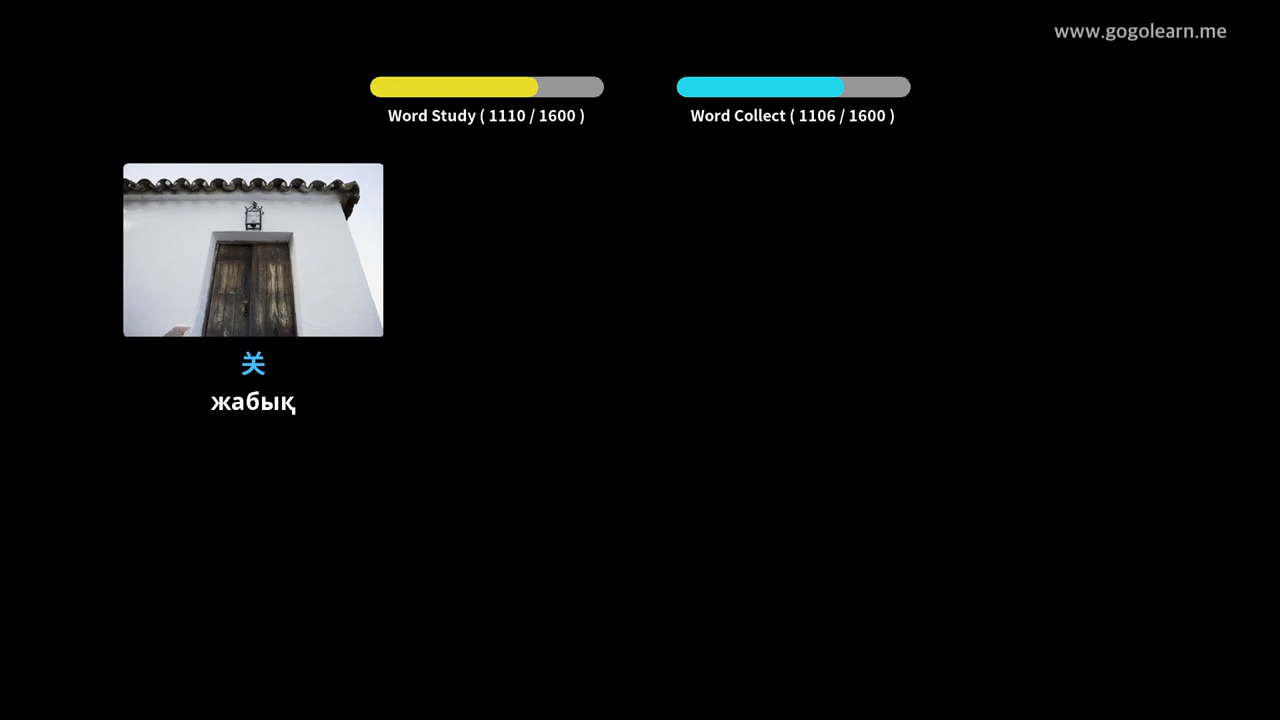 www.gogolearn.me
Word Study ( 1110 / 1600 )
Word Collect ( 1106 / 1600 )
关
жабық